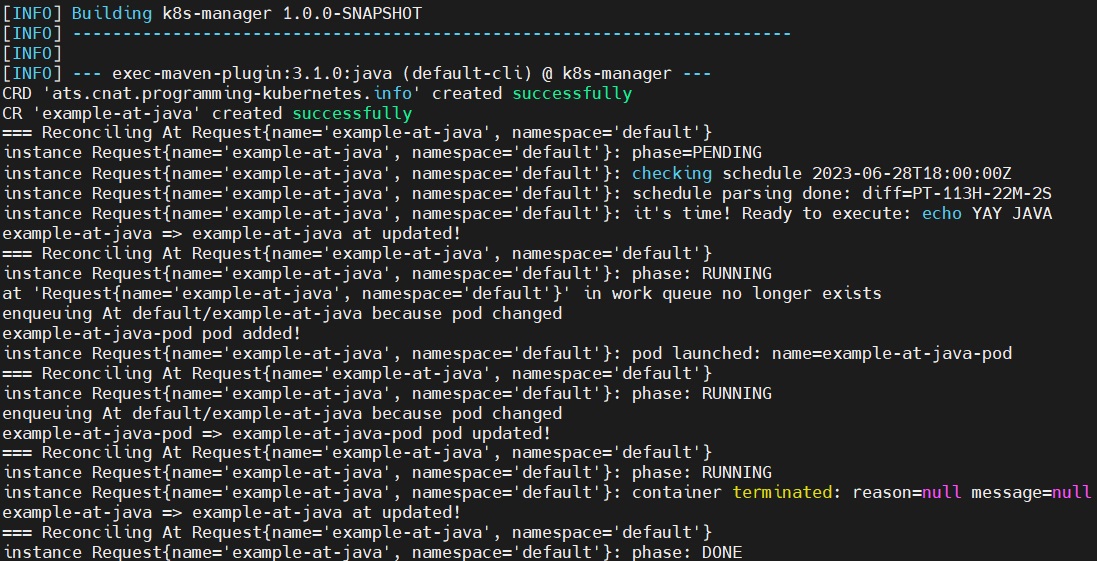 [INFO] Building k8s-manager 1.0.0-SNAPSHOT
[INFO] ------------------------------------------------------------------------
[INFO]
[INFO] --- exec-maven-plugin:3.1.0:java (default-cli) @ k8s-manager ---
CRD 'ats.cnat.programming-kubernetes.info' created successfully
CR 'example-at-java' created successfully
=== Reconciling At Request{name='example-at-java', namespace='default'}
instance Request{name='example-at-java', namespace='default'}: phase=PENDING
instance Request{name='example-at-java', namespace='default'}: checking schedule 2023-06-28T18:00:00Z
instance Request{name='example-at-java', namespace='default'}: schedule parsing done: diff=PT-113H-22M-2S
instance Request{name='example-at-java', namespace='default'}: it's time! Ready to execute: echo YAY JAVA
example-at-java => example-at-java at updated!
=== Reconciling At Request{name='example-at-java', namespace='default'}
instance Request{name='example-at-java', namespace='default'}: phase: RUNNING
at 'Request{name='example-at-java', namespace='default'}' in work queue no longer exists
enqueuing At default/example-at-java because pod changed
example-at-java-pod pod added!
instance Request{name='example-at-java', namespace='default'}: pod launched: name=example-at-java-pod
=== Reconciling At Request{name='example-at-java', namespace='default'}
instance Request{name='example-at-java', namespace='default'}: phase: RUNNING
enqueuing At default/example-at-java because pod changed
example-at-java-pod => example-at-java-pod pod updated!
=== Reconciling At Request{name='example-at-java', namespace='default'}
instance Request{name='example-at-java', namespace='default'}: phase: RUNNING
instance Request{name='example-at-java', namespace='default'}: container terminated: reason=null message=null
example-at-java => example-at-java at updated!
=== Reconciling At Request{name='example-at-java', namespace='default'}
instance Request{name='example-at-java', namespace='default'}: phase: DONE